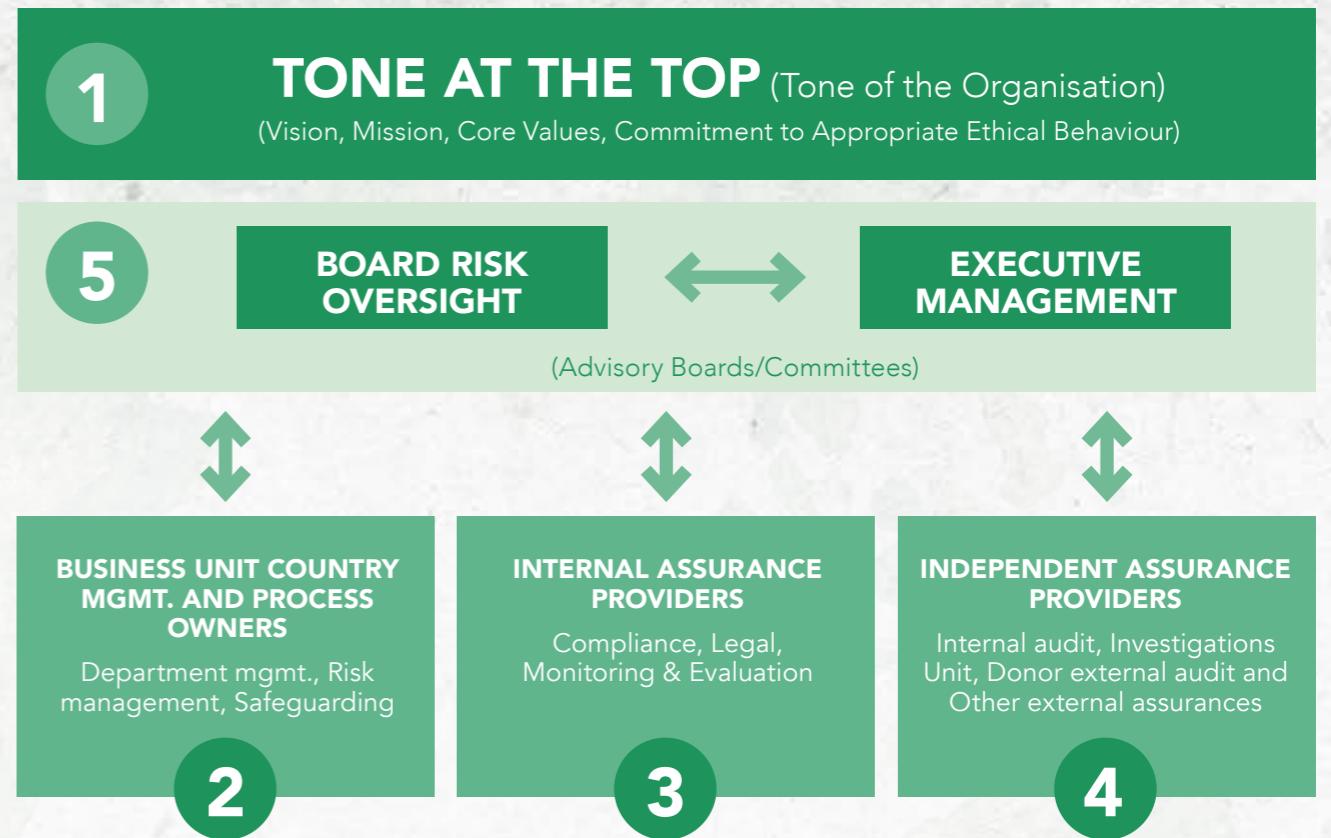 1
TONE AT THE TOP (Tone of the Organisation)
(Vision, Mission, Core Values, Commitment to Appropriate Ethical Behaviour)
5
BOARD RISK
OVERSIGHT
EXECUTIVE
MANAGEMENT
(Advisory Boards/Committees)
BUSINESS UNIT COUNTRY
MGMT. AND PROCESS
OWNERS
Department mgmt., Risk
management, Safeguarding
2
INTERNAL ASSURANCE
PROVIDERS
Compliance, Legal,
Monitoring & Evaluation
3
INDEPENDENT ASSURANCE
PROVIDERS
Internal audit, Investigations
Unit, Donor external audit and
Other external assurances
4